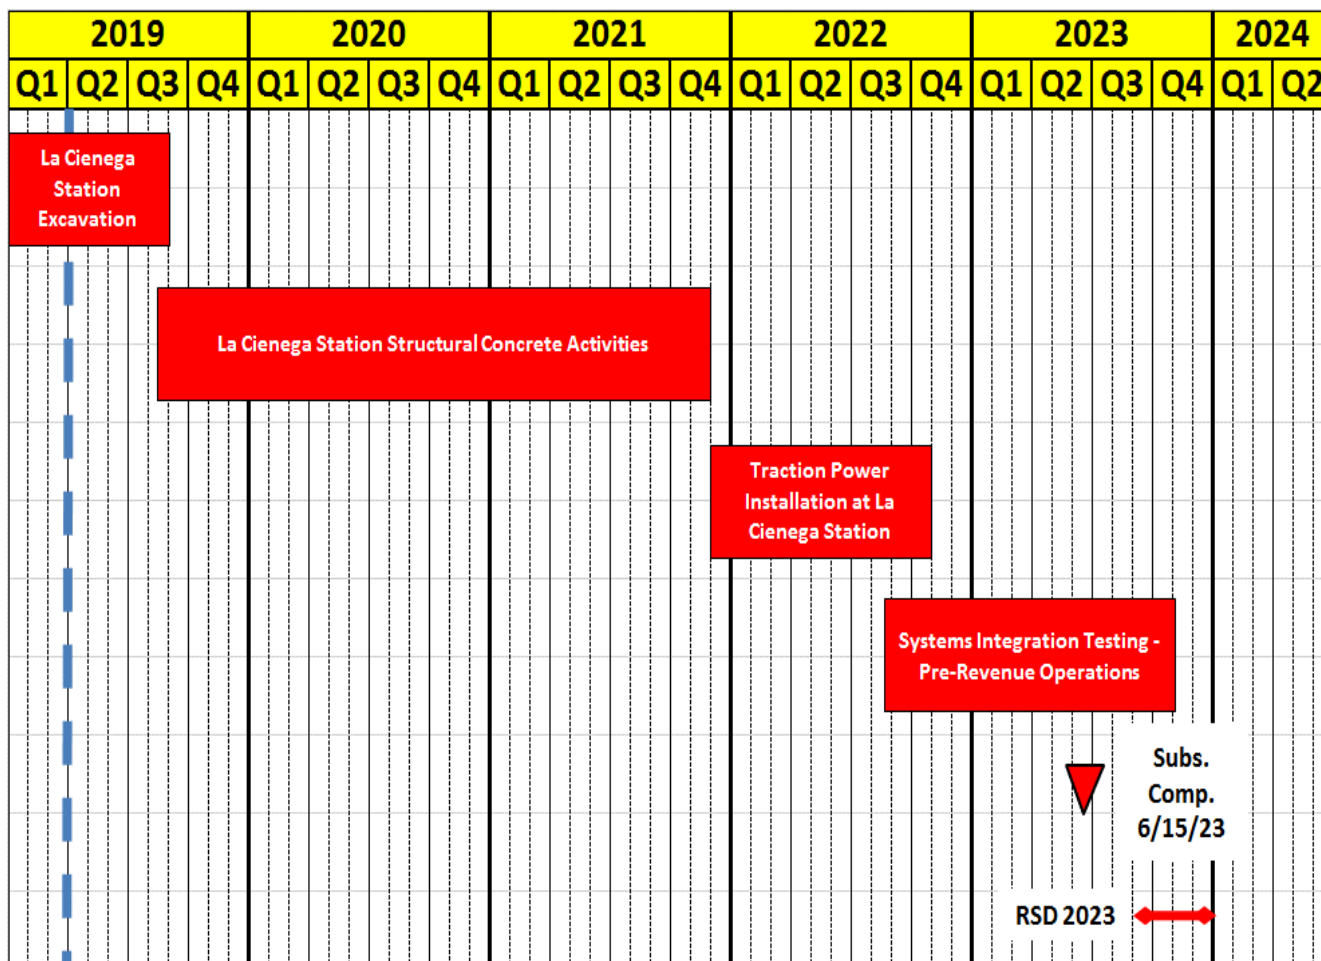 2019 2020 2021 2022 2023 2024
Q1 Q2 Q3 Q4 Q1 Q2 Q3 Q4 Q1 Q2 Q3 Q4 Q1 Q2 Q3 Q4 Q1 Q2 Q3 Q4 Q1 Q2
La Cienega
Station
Excavation
La Cienega Station Structural Concrete Activities
Traction Power
Installation at La
Cienega Station
Systems Integration Testing -
Pre-Revenue Operations
Subs.
Comp.
6/15/23
RSD 2023